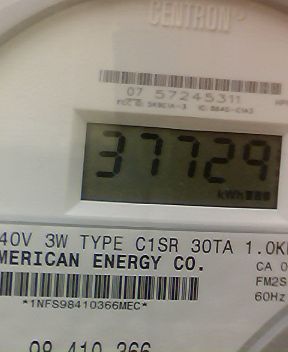 CENTRON
07 57245311
37729
kWh
40V 3W TYPE C1SR 30TA 1.0K
MERICAN ENERGY CO.
CA 0
FM2S
*1NFS98410366MEC*
60Hz
98 410 366